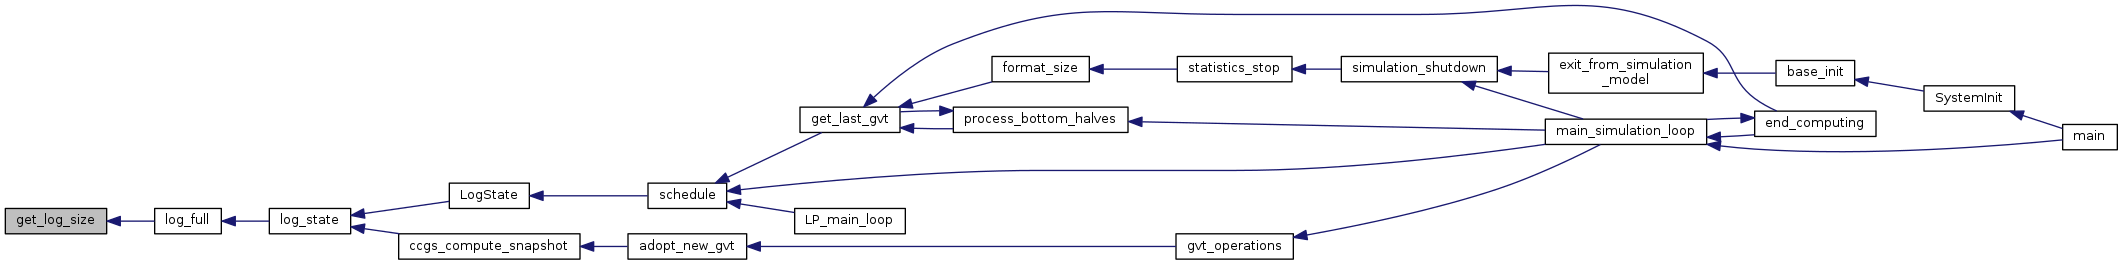 get_log_size
log_full
log_state
LogState
ccgs_compute_snapshot
schedule
adopt_new_gvt
get_last_gvt
LP_main_loop
format_size
process_bottom_halves
statistics_stop
gvt_operations
simulation_shutdown
exit_from_simulation
_model
main_simulation_loop
base_init
end_computing
SystemInit
main